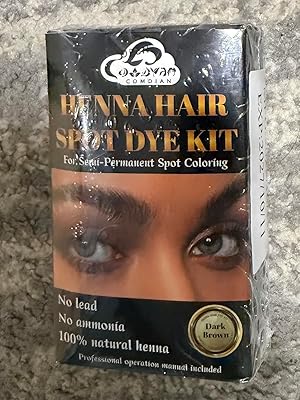 COMDIAN
HENNA HAIR
SPOT DYE KIT
For Semi-Permanent Spot Coloring
No lead
No ammonia
100% natural henna
Dark
Brown
Professional operation manual included